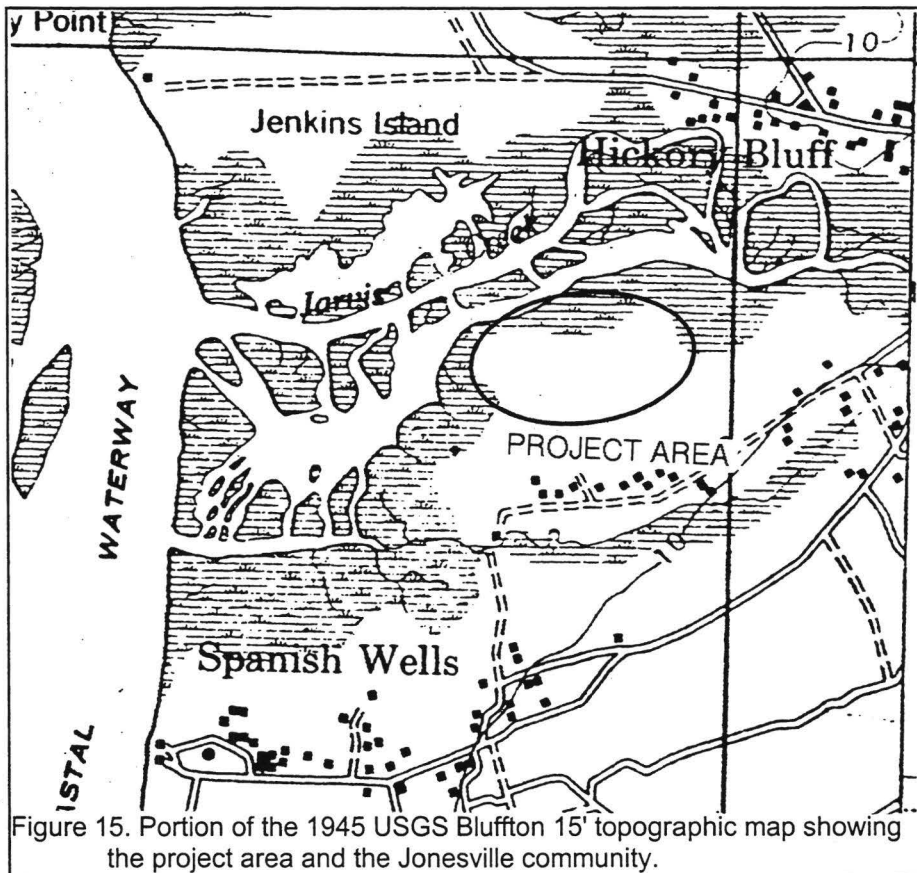 y Point
10
Jenkins Island
Hickory Bluff
Jarvis
PROJECT AREA
WATERWAY
10
Spanish Wells
STAL
Figure 15. Portion of the 1945 USGS Bluffton 15' topographic map showing
the project area and the Jonesville community.